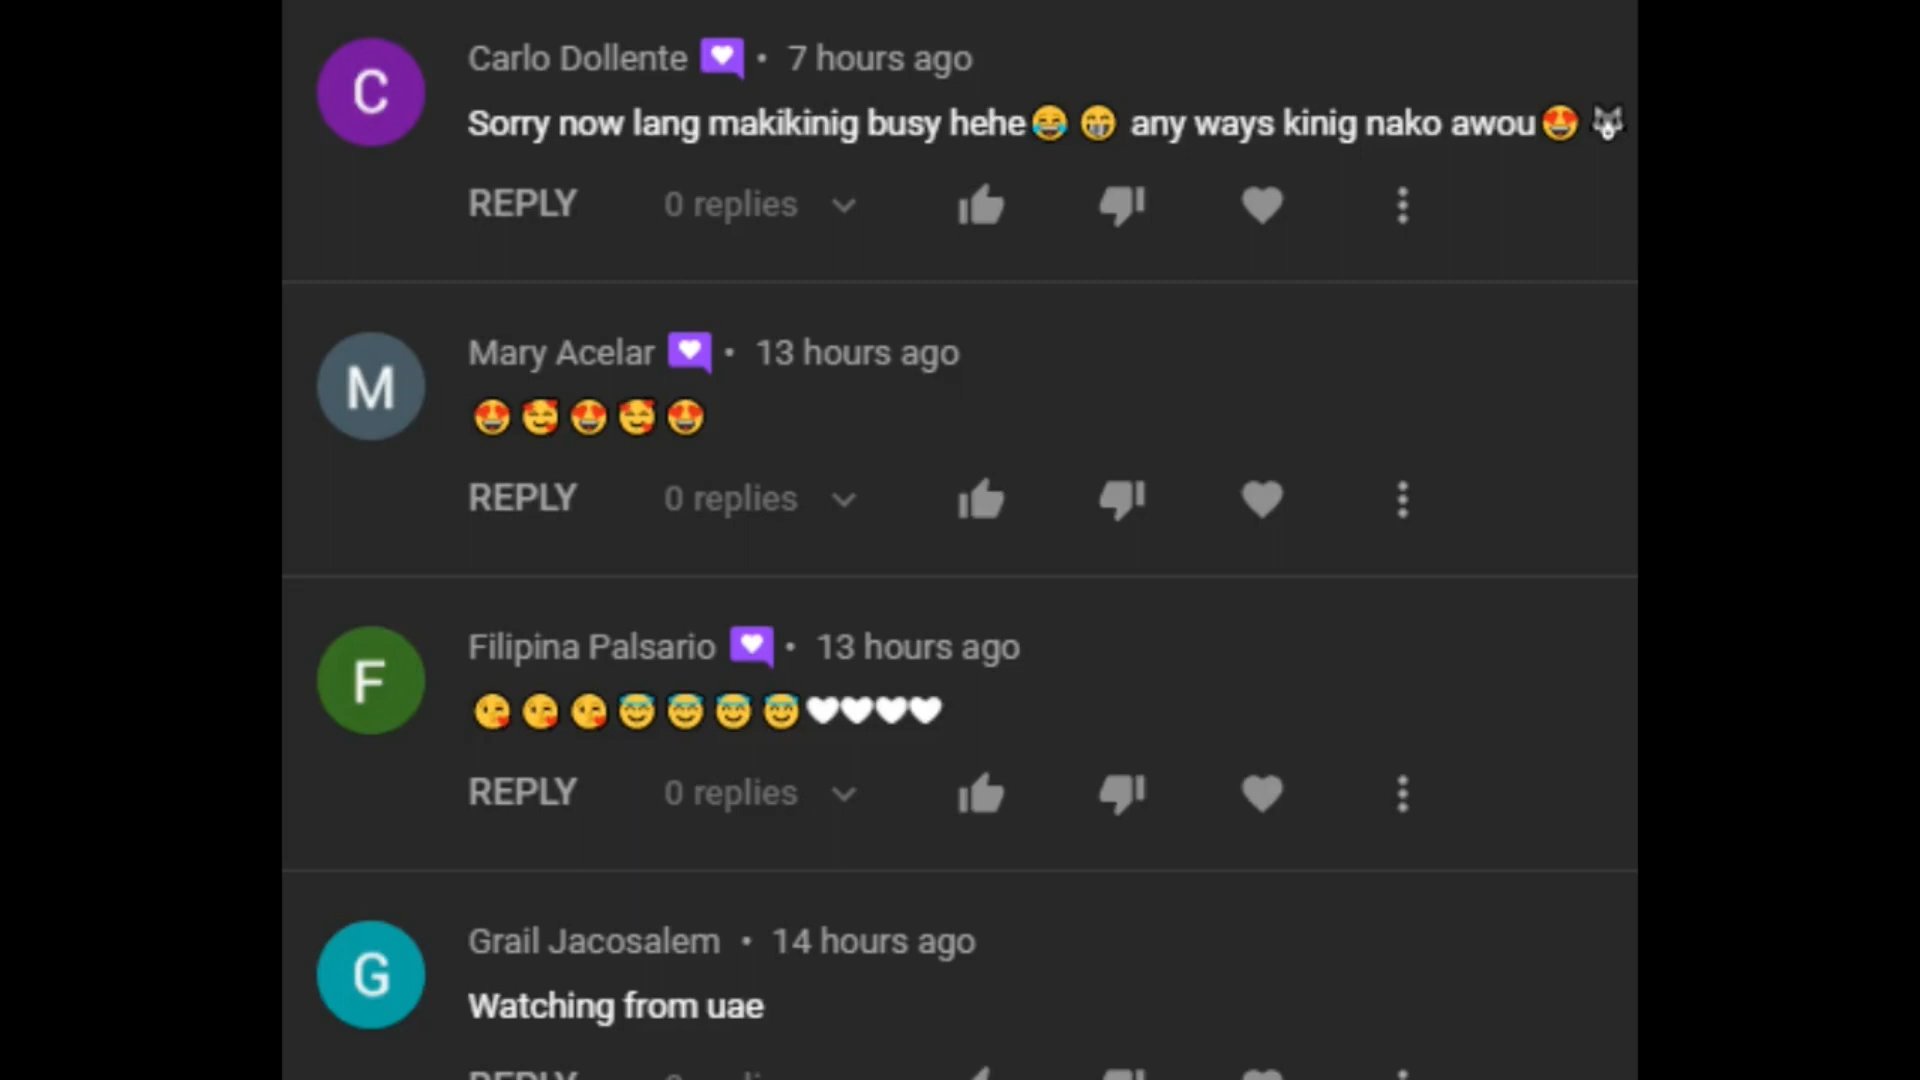 C
Carlo Dollente • 7 hours ago
Sorry now lang makikinig busy hehe😂😁 any ways kinig nako awou😍🐺
REPLY 0 replies
M
Mary Acelar • 13 hours ago
😍🥰😍🥰😍
REPLY 0 replies
F
Filipina Palsario • 13 hours ago
😘😘😘😇😇😇😇🤍🤍🤍🤍
REPLY 0 replies
G
Grail Jacosalem • 14 hours ago
Watching from uae
REPLY